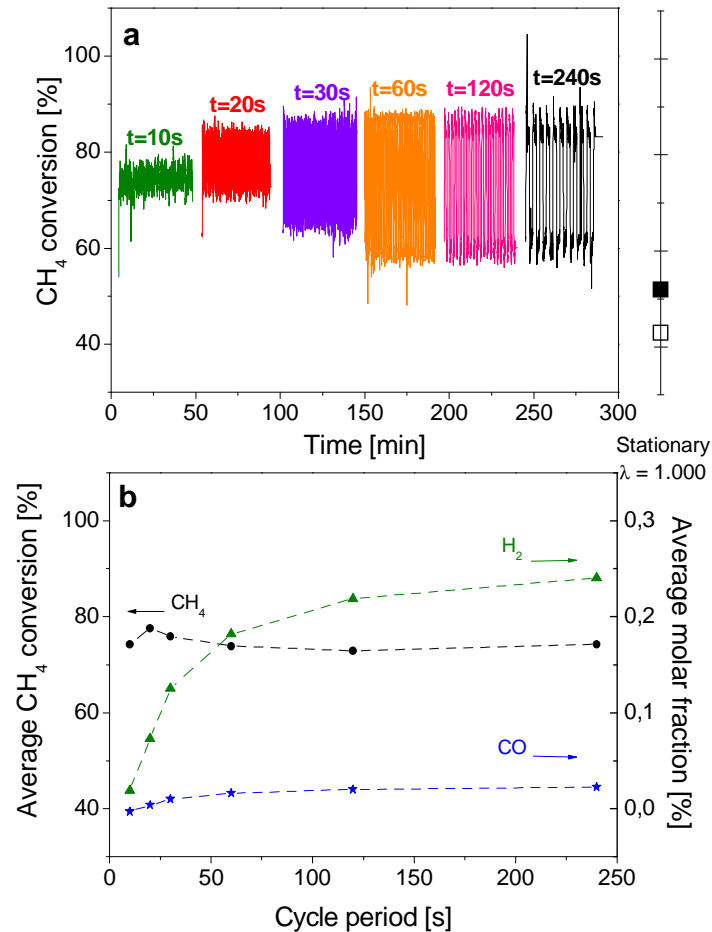 a
t=10s
t=20s
t=30s
t=60s
t=120s
t=240s
CH₄ conversion [%]
100
80
60
40
0
50
100
150
200
250
300
Time [min]
Stationary
λ = 1.000
b
CH₄
H₂
CO
Average CH₄ conversion [%]
100
80
60
40
0,3
0,2
0,1
0,0
Average molar fraction [%]
0
50
100
150
200
250
Cycle period [s]